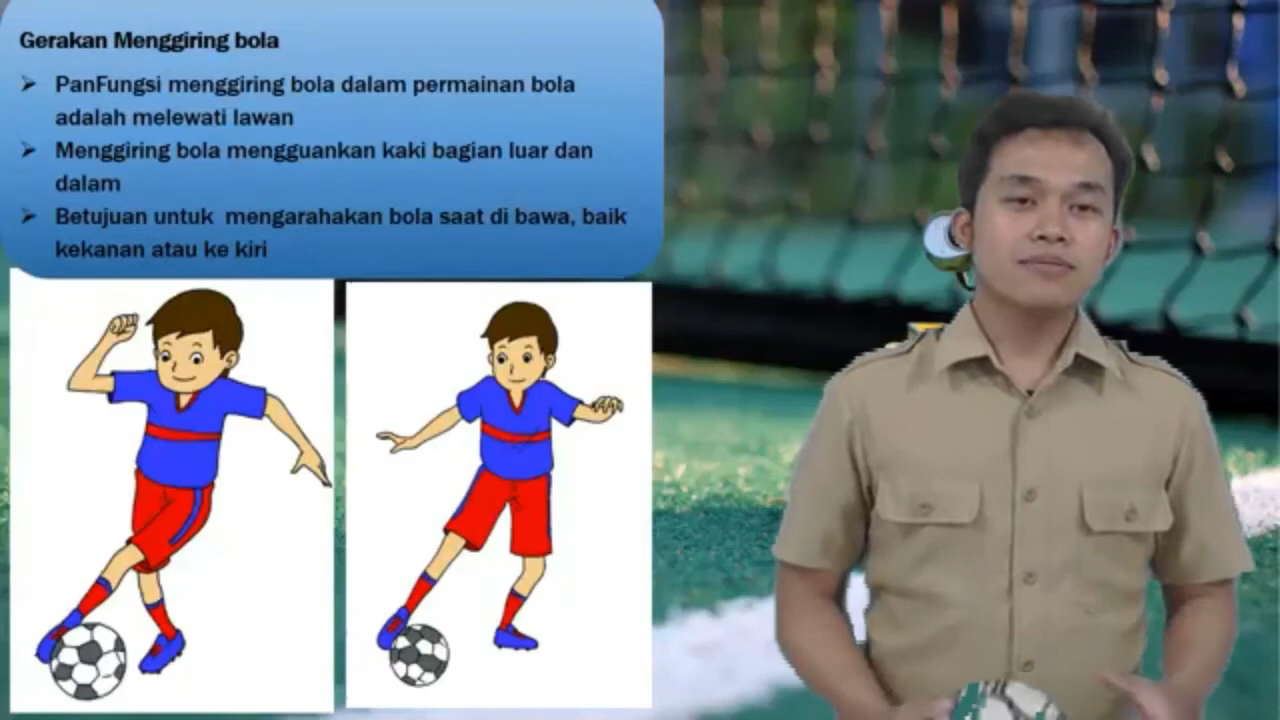 Gerakan Menggiring bola
➢ PanFungsi menggiring bola dalam permainan bola
adalah melewati lawan
➢ Menggiring bola mengguankan kaki bagian luar dan
dalam
➢ Betujuan untuk mengarahakan bola saat di bawa, baik
kekanan atau ke kiri